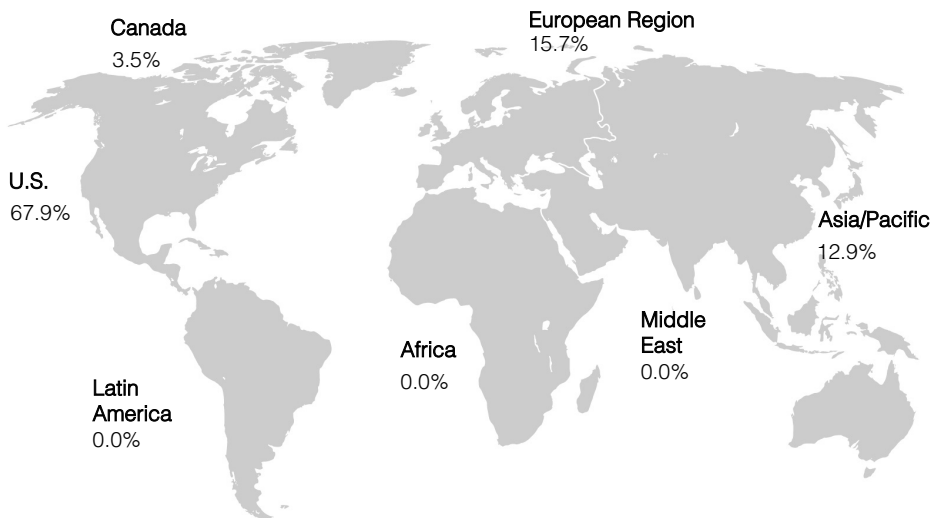 Canada
3.5%
European Region
15.7%
U.S.
67.9%
Asia/Pacific
12.9%
Middle
East
0.0%
Africa
0.0%
Latin
America
0.0%